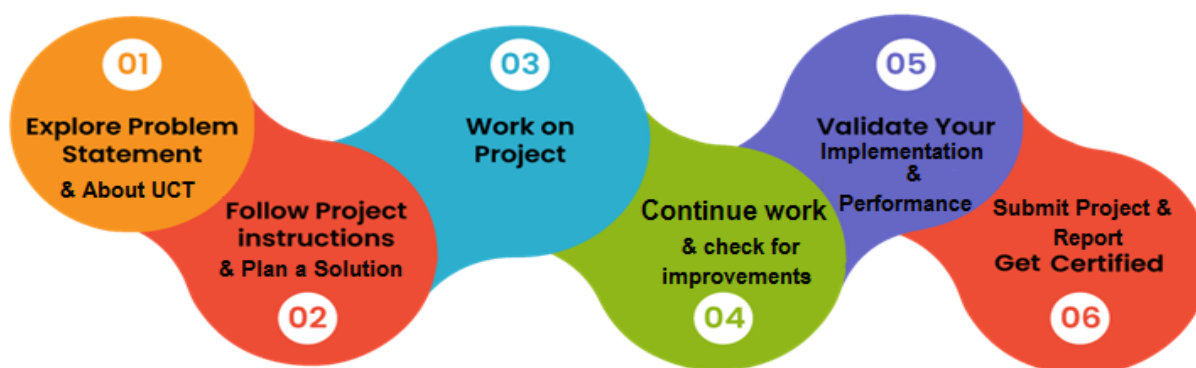 01
Explore Problem
Statement
& About UCT
Follow Project
instructions
& Plan a Solution
02
03
Work on
Project
Continue work
& check for
improvements
04
05
Validate Your
Implementation
&
Performance
Submit Project &
Report
Get Certified
06